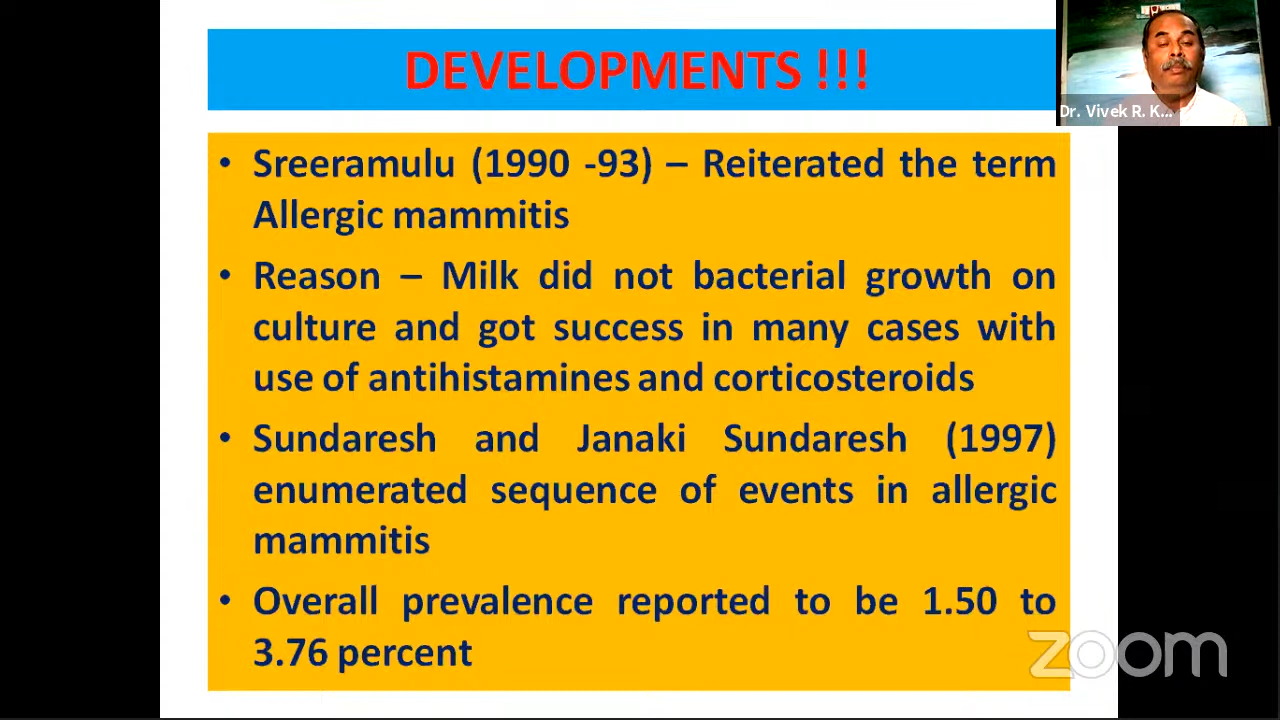 DEVELOPMENTS !!!
Dr. Vivek R. K...
• Sreeramulu (1990 -93) – Reiterated the term
Allergic mammitis
• Reason – Milk did not bacterial growth on
culture and got success in many cases with
use of antihistamines and corticosteroids
• Sundaresh and Janaki Sundaresh (1997)
enumerated sequence of events in allergic
mammitis
• Overall prevalence reported to be 1.50 to
3.76 percent
zoom